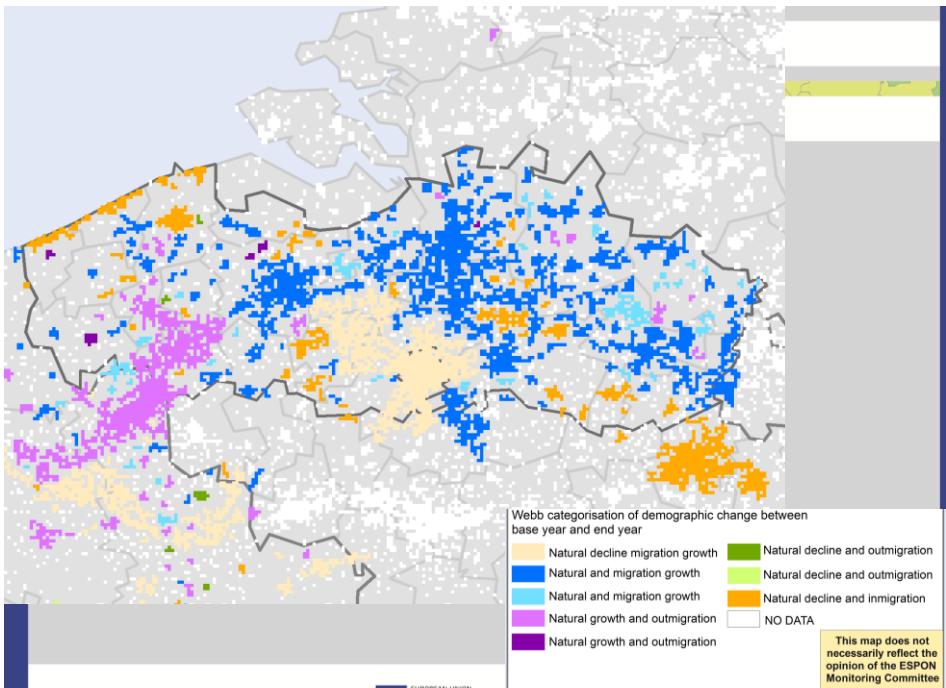 Webb categorisation of demographic change between
base year and end year
Natural decline migration growth
Natural and migration growth
Natural and migration growth
Natural growth and outmigration
Natural growth and outmigration
Natural decline and outmigration
Natural decline and outmigration
Natural decline and inmigration
NO DATA
This map does not
necessarily reflect the
opinion of the ESPON
Monitoring Committee
EUROPEAN UNION